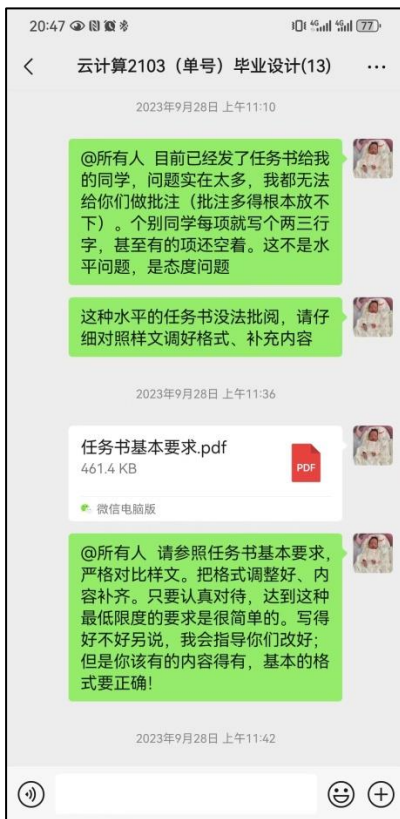 20:47
4G 4G 77
云计算2103（单号）毕业设计(13)
2023年9月28日 上午11:10
@所有人 目前已经发了任务书给我
的同学，问题实在太多，我都无法
给你们做批注（批注多得根本放不
下）。个别同学每项就写个两三行
字，甚至有的项还空着。这不是水
平问题，是态度问题
这种水平的任务书没法批阅，请仔
细对照样文调好格式、补充内容
2023年9月28日 上午11:36
任务书基本要求.pdf
461.4 KB
PDF
微信电脑版
@所有人 请参照任务书基本要求，
严格对比样文。把格式调整好、内
容补齐。只要认真对待，达到这种
最低限度的要求是很简单的。写得
好不好另说，我会指导你们改好；
但是你该有的内容得有，基本的格
式要正确！
2023年9月28日 上午11:42